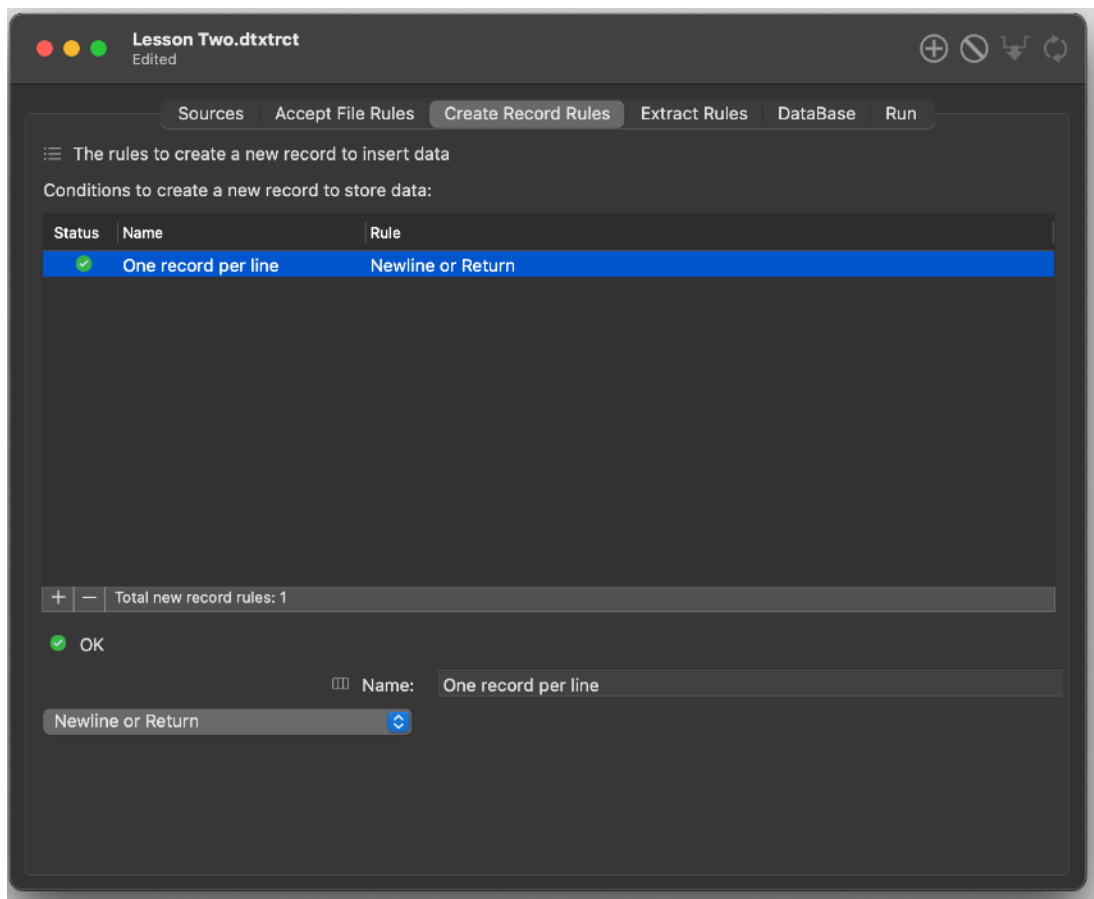 Lesson Two.dtxtrct
Edited
Sources Accept File Rules Create Record Rules Extract Rules DataBase Run
The rules to create a new record to insert data
Conditions to create a new record to store data:
Status Name Rule
One record per line Newline or Return
+ − Total new record rules: 1
OK
Name: One record per line
Newline or Return